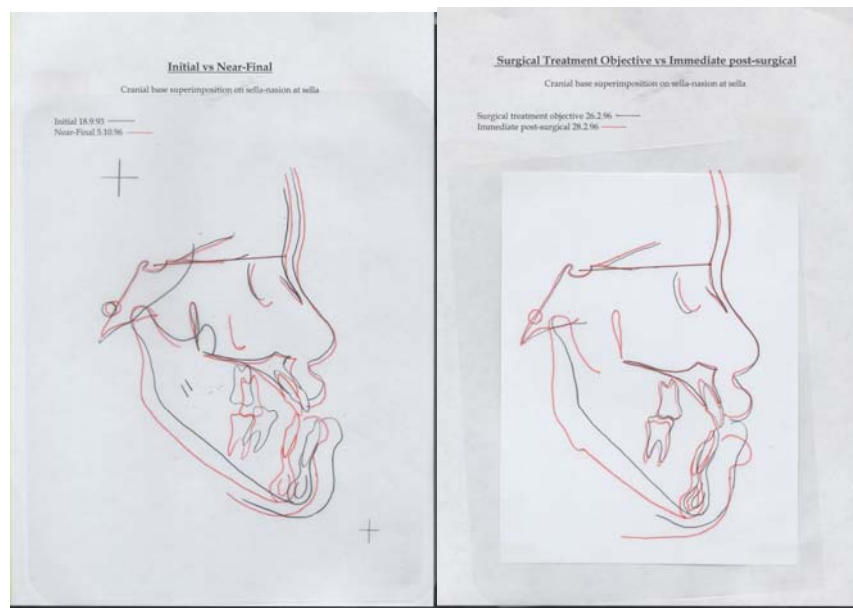 Initial vs Near-Final
Cranial base superimposition on sella-nasion at sella
Initial 18.9.95
Near-Final 5.10.96
Surgical Treatment Objective vs Immediate post-surgical
Cranial base superimposition on sella-nasion at sella
Surgical treatment objective 26.2.96
Immediate post-surgical 28.2.96